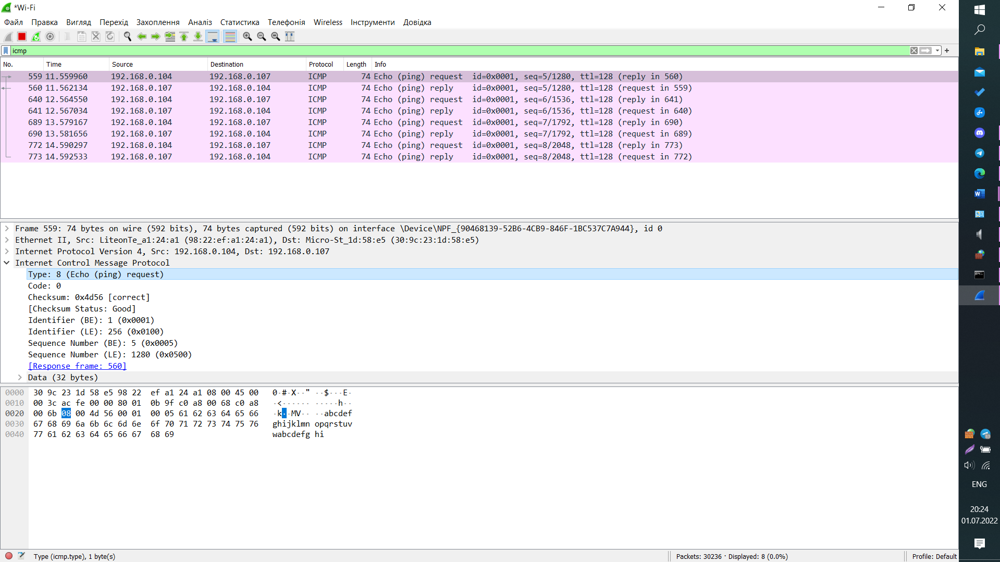 *Wi-Fi
Файл Правка Вигляд Перехід Захоплення Аналіз Статистика Телефонія Wireless Інструменти Довідка
icmp
No. Time Source Destination Protocol Length Info
559 11.559960 192.168.0.104 192.168.0.107 ICMP 74 Echo (ping) request id=0x0001, seq=5/1280, ttl=128 (reply in 560)
560 11.562134 192.168.0.107 192.168.0.104 ICMP 74 Echo (ping) reply id=0x0001, seq=5/1280, ttl=128 (request in 559)
640 12.564550 192.168.0.104 192.168.0.107 ICMP 74 Echo (ping) request id=0x0001, seq=6/1536, ttl=128 (reply in 641)
641 12.567034 192.168.0.107 192.168.0.104 ICMP 74 Echo (ping) reply id=0x0001, seq=6/1536, ttl=128 (request in 640)
689 13.579167 192.168.0.104 192.168.0.107 ICMP 74 Echo (ping) request id=0x0001, seq=7/1792, ttl=128 (reply in 690)
690 13.581656 192.168.0.107 192.168.0.104 ICMP 74 Echo (ping) reply id=0x0001, seq=7/1792, ttl=128 (request in 689)
772 14.590297 192.168.0.104 192.168.0.107 ICMP 74 Echo (ping) request id=0x0001, seq=8/2048, ttl=128 (reply in 773)
773 14.592533 192.168.0.107 192.168.0.104 ICMP 74 Echo (ping) reply id=0x0001, seq=8/2048, ttl=128 (request in 772)
Frame 559: 74 bytes on wire (592 bits), 74 bytes captured (592 bits) on interface \Device\NPF_{90468139-52B6-4CB9-846F-1BC537C7A944}, id 0
Ethernet II, Src: LiteonTe_a1:24:a1 (98:22:ef:a1:24:a1), Dst: Micro-St_1d:58:e5 (30:9c:23:1d:58:e5)
Internet Protocol Version 4, Src: 192.168.0.104, Dst: 192.168.0.107
Internet Control Message Protocol
Type: 8 (Echo (ping) request)
Code: 0
Checksum: 0x4d56 [correct]
[Checksum Status: Good]
Identifier (BE): 1 (0x0001)
Identifier (LE): 256 (0x0100)
Sequence Number (BE): 5 (0x0005)
Sequence Number (LE): 1280 (0x0500)
[Response frame: 560]
Data (32 bytes)
0000 30 9c 23 1d 58 e5 98 22 ef a1 24 a1 08 00 45 00 0·#·X··" ··$···E·
0010 00 3c ac fe 00 00 80 01 0b 9f c0 a8 00 68 c0 a8 ·<······ ·····h··
0020 00 6b 08 00 4d 56 00 01 00 05 61 62 63 64 65 66 ·k··MV·· ··abcdef
0030 67 68 69 6a 6b 6c 6d 6e 6f 70 71 72 73 74 75 76 ghijklmn opqrstuv
0040 77 61 62 63 64 65 66 67 68 69 wabcdefg hi
Type (icmp.type), 1 byte(s) Packets: 30236 · Displayed: 8 (0.0%) Profile: Default
ENG
20:24
01.07.2022